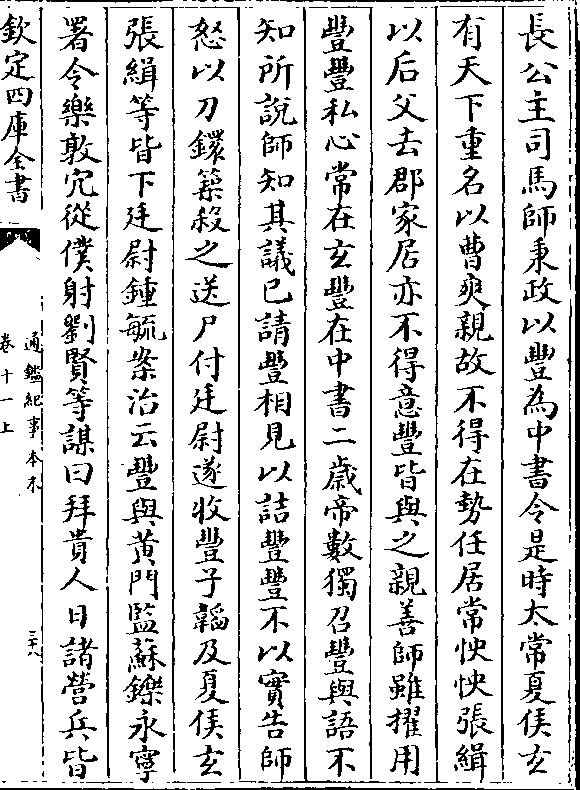 長公主司馬師秉政以豐為中書令是時太常夏侯玄
有天下重名以曹爽親故不得在勢任居常怏怏張緝
以后父去郡家居亦不得意豐皆與之親善師雖擢用
豐豐私心常在玄豐在中書二歲帝數獨召豐與語不
知所說師知其議已請豐相見以詰豐豐不以實告師
怒以刀鐶築殺之送尸付廷尉遂收豐子韜及夏侯玄
張緝等皆下廷尉鍾毓案治云豐與黄門監蘇鑠永寧
署令樂敦宂從僕射劉賢等謀曰拜貴人日諸營兵皆
欽定四庫全書
通鑑紀事本末
卷十一上
三十八